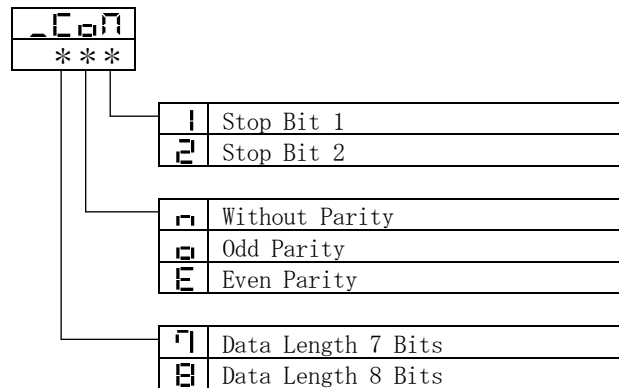 _CoM
***
1 Stop Bit 1
2 Stop Bit 2
n Without Parity
o Odd Parity
E Even Parity
7 Data Length 7 Bits
8 Data Length 8 Bits